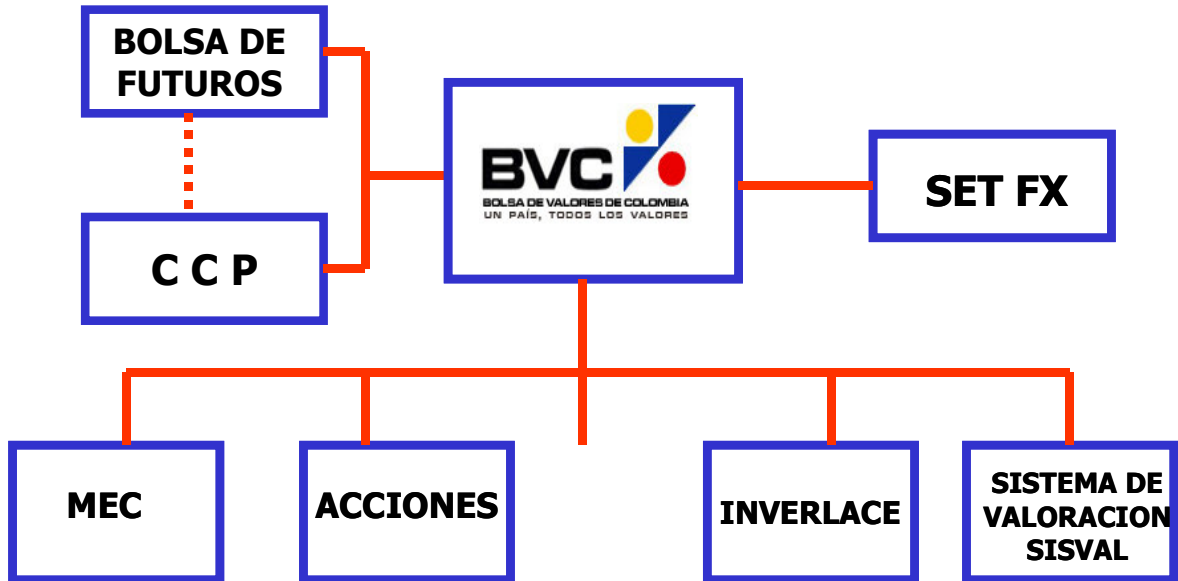 BOLSA DE
FUTUROS
C C P
BVC
BOLSA DE VALORES DE COLOMBIA
UN PAÍS, TODOS LOS VALORES
SET FX
MEC
ACCIONES
INVERLACE
SISTEMA DE
VALORACION
SISVAL